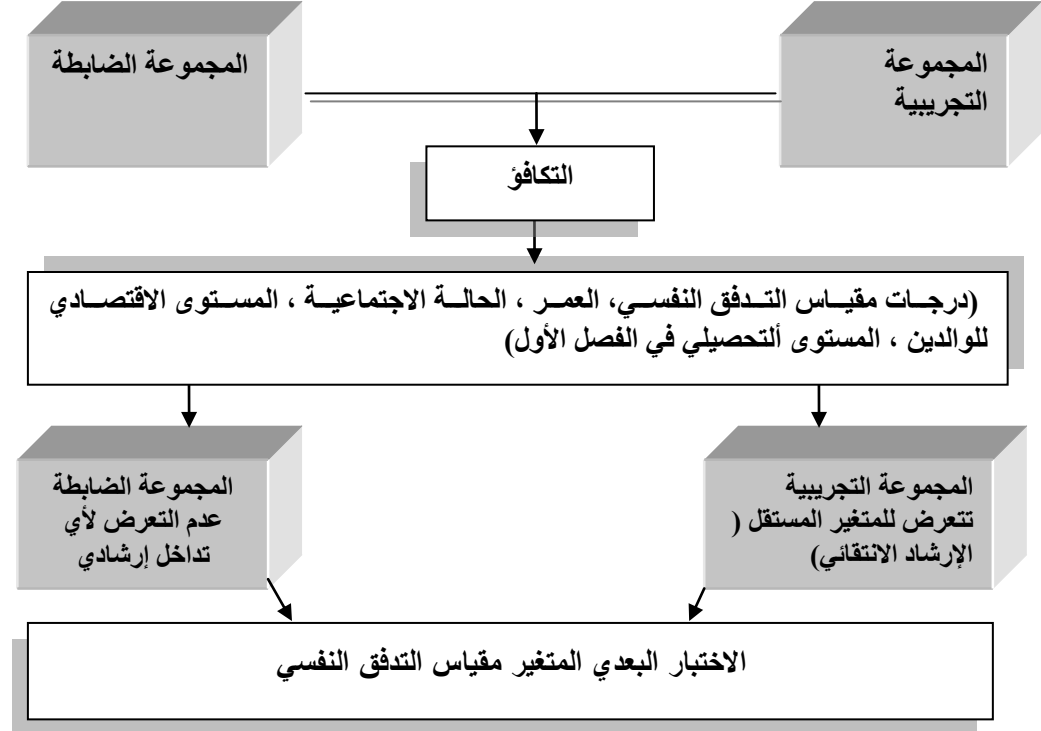 المجموعة
التجريبية
المجموعة الضابطة
التكافؤ
(درجات مقياس التدفق النفسي، العمر ، الحالة الاجتماعية ، المستوى الاقتصادي
للوالدين ، المستوى ألتحصيلي في الفصل الأول)
المجموعة التجريبية
تتعرض للمتغير المستقل (
الإرشاد الانتقائي)
المجموعة الضابطة
عدم التعرض لأي
تداخل إرشادي
الاختبار البعدي المتغير مقياس التدفق النفسي